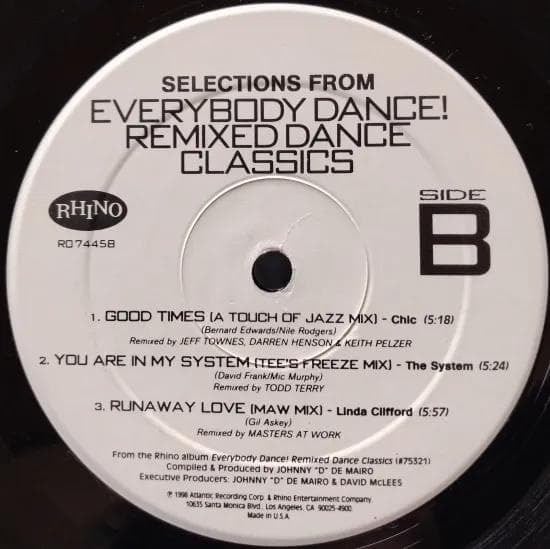 SELECTIONS FROM
EVERYBODY DANCE!
REMIXED DANCE
CLASSICS
RHINO
RO 74458
SIDE
B
1. GOOD TIMES (A TOUCH OF JAZZ MIX) - Chic (5:18)
(Bernard Edwards/Nile Rodgers)
Remixed by JEFF TOWNES, DARREN HENSON & KEITH PELZER
2. YOU ARE IN MY SYSTEM (TEE'S FREEZE MIX) - The System (5:24)
(David Frank/Mic Murphy)
Remixed by TODD TERRY
3. RUNAWAY LOVE (MAW MIX) - Linda Clifford (5:57)
(Gil Askey)
Remixed by MASTERS AT WORK
From the Rhino album Everybody Dance! Remixed Dance Classics (#75321)
Compiled & Produced by JOHNNY "D" DE MAIRO
Executive Producers: JOHNNY "D" DE MAIRO & DAVID McLEES
℗ 1998 Atlantic Recording Corp. & Rhino Entertainment Company,
10635 Santa Monica Blvd., Los Angeles, CA 90025-4900.
Made in U.S.A.